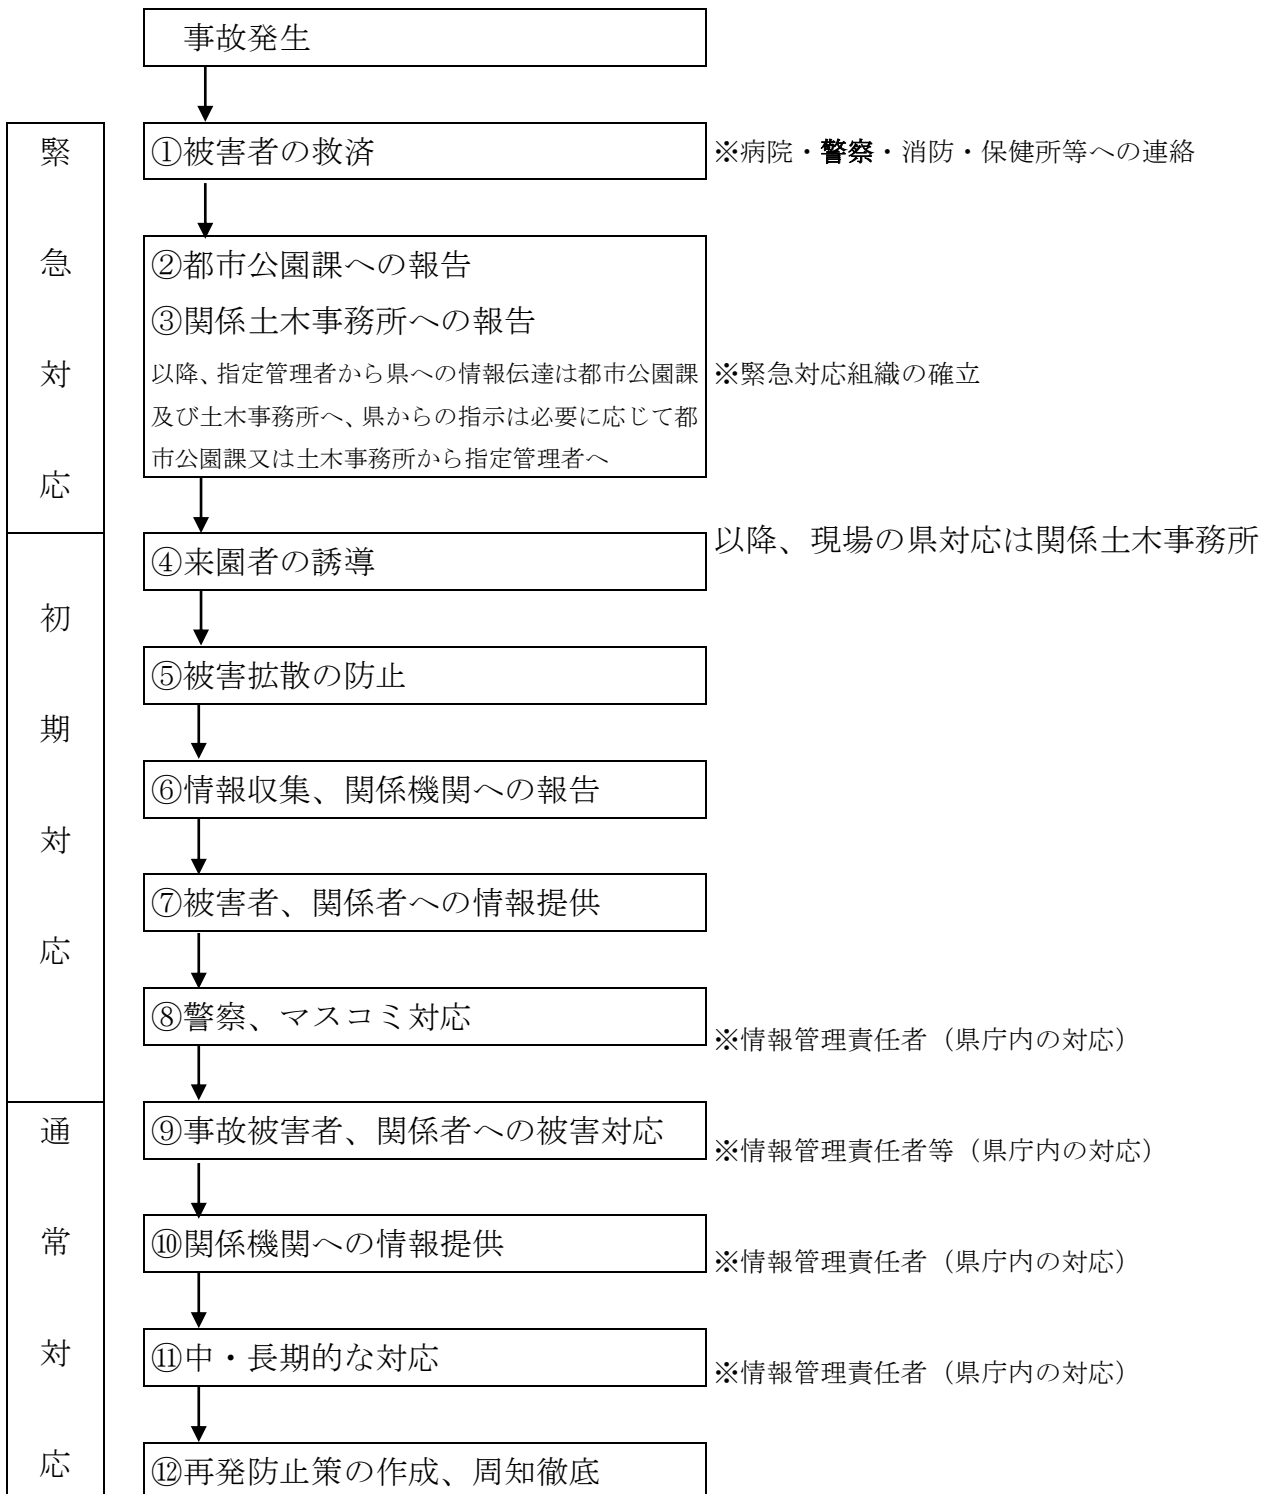 事故発生
緊急対応
①被害者の救済
※病院・警察・消防・保健所等への連絡
②都市公園課への報告
③関係土木事務所への報告
以降、指定管理者から県への情報伝達は都市公園課
及び土木事務所へ、県からの指示は必要に応じて都
市公園課又は土木事務所から指定管理者へ
※緊急対応組織の確立
初期対応
④来園者の誘導
以降、現場の県対応は関係土木事務所
⑤被害拡散の防止
⑥情報収集、関係機関への報告
⑦被害者、関係者への情報提供
⑧警察、マスコミ対応
※情報管理責任者（県庁内の対応）
通常対応
⑨事故被害者、関係者への被害対応
※情報管理責任者等（県庁内の対応）
⑩関係機関への情報提供
※情報管理責任者（県庁内の対応）
⑪中・長期的な対応
※情報管理責任者（県庁内の対応）
⑫再発防止策の作成、周知徹底